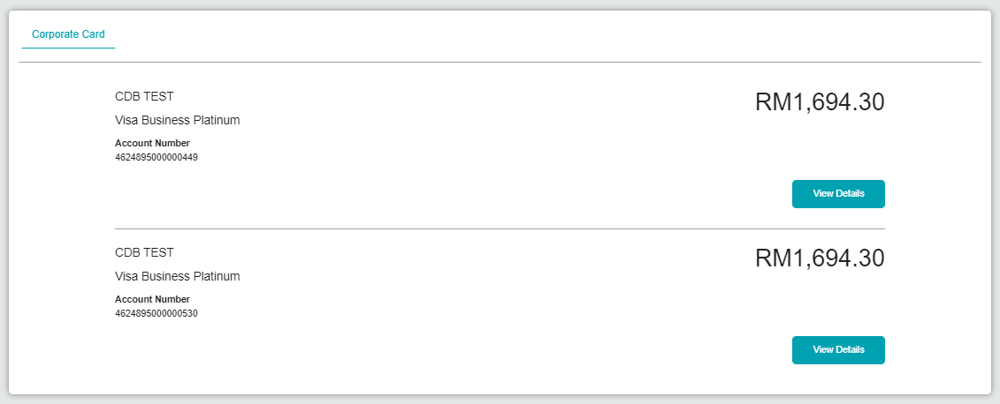 Corporate Card
CDB TEST
RM1,694.30
Visa Business Platinum
Account Number
4624895000000449
View Details
CDB TEST
RM1,694.30
Visa Business Platinum
Account Number
4624895000000530
View Details